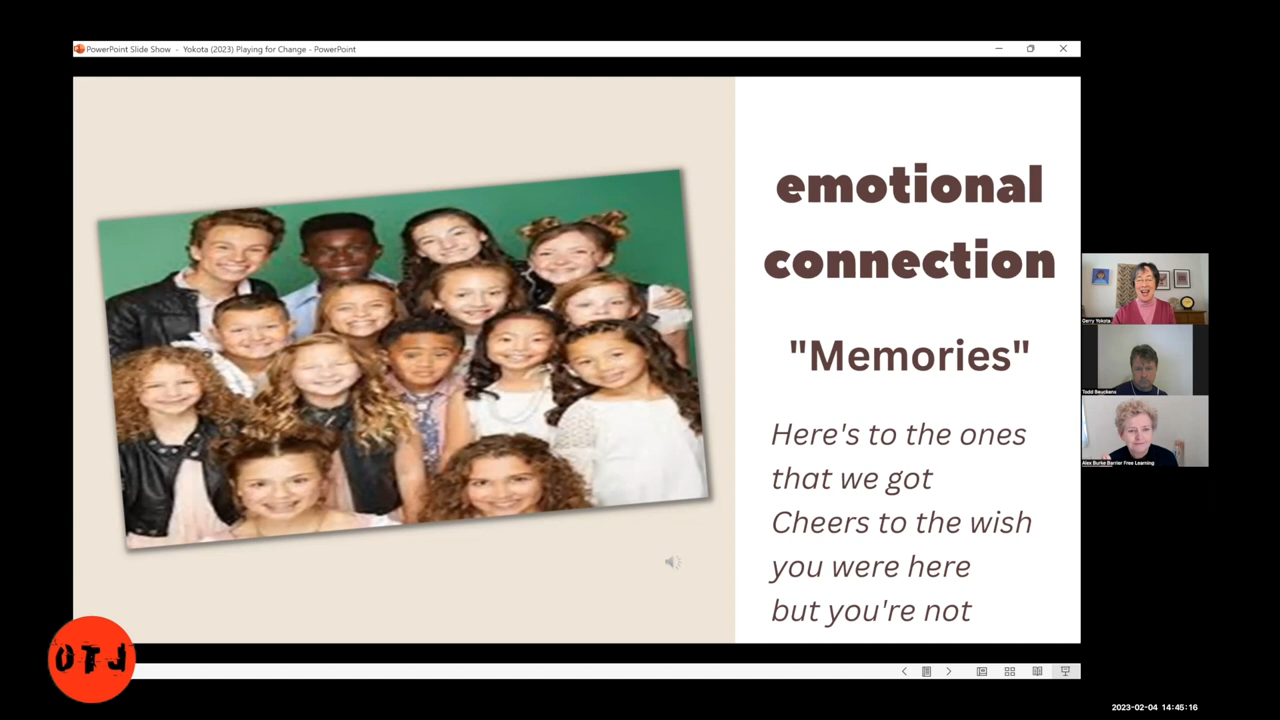 PowerPoint Slide Show - Yokota (2023) Playing for Change - PowerPoint
emotional
connection
"Memories"
Here's to the ones
that we got
Cheers to the wish
you were here
but you're not
Gerry Yokota
Todd Beuckens
Alex Burke Barrier Free Learning
OTJ
2023-02-04 14:45:16